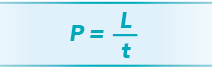 P = L/t